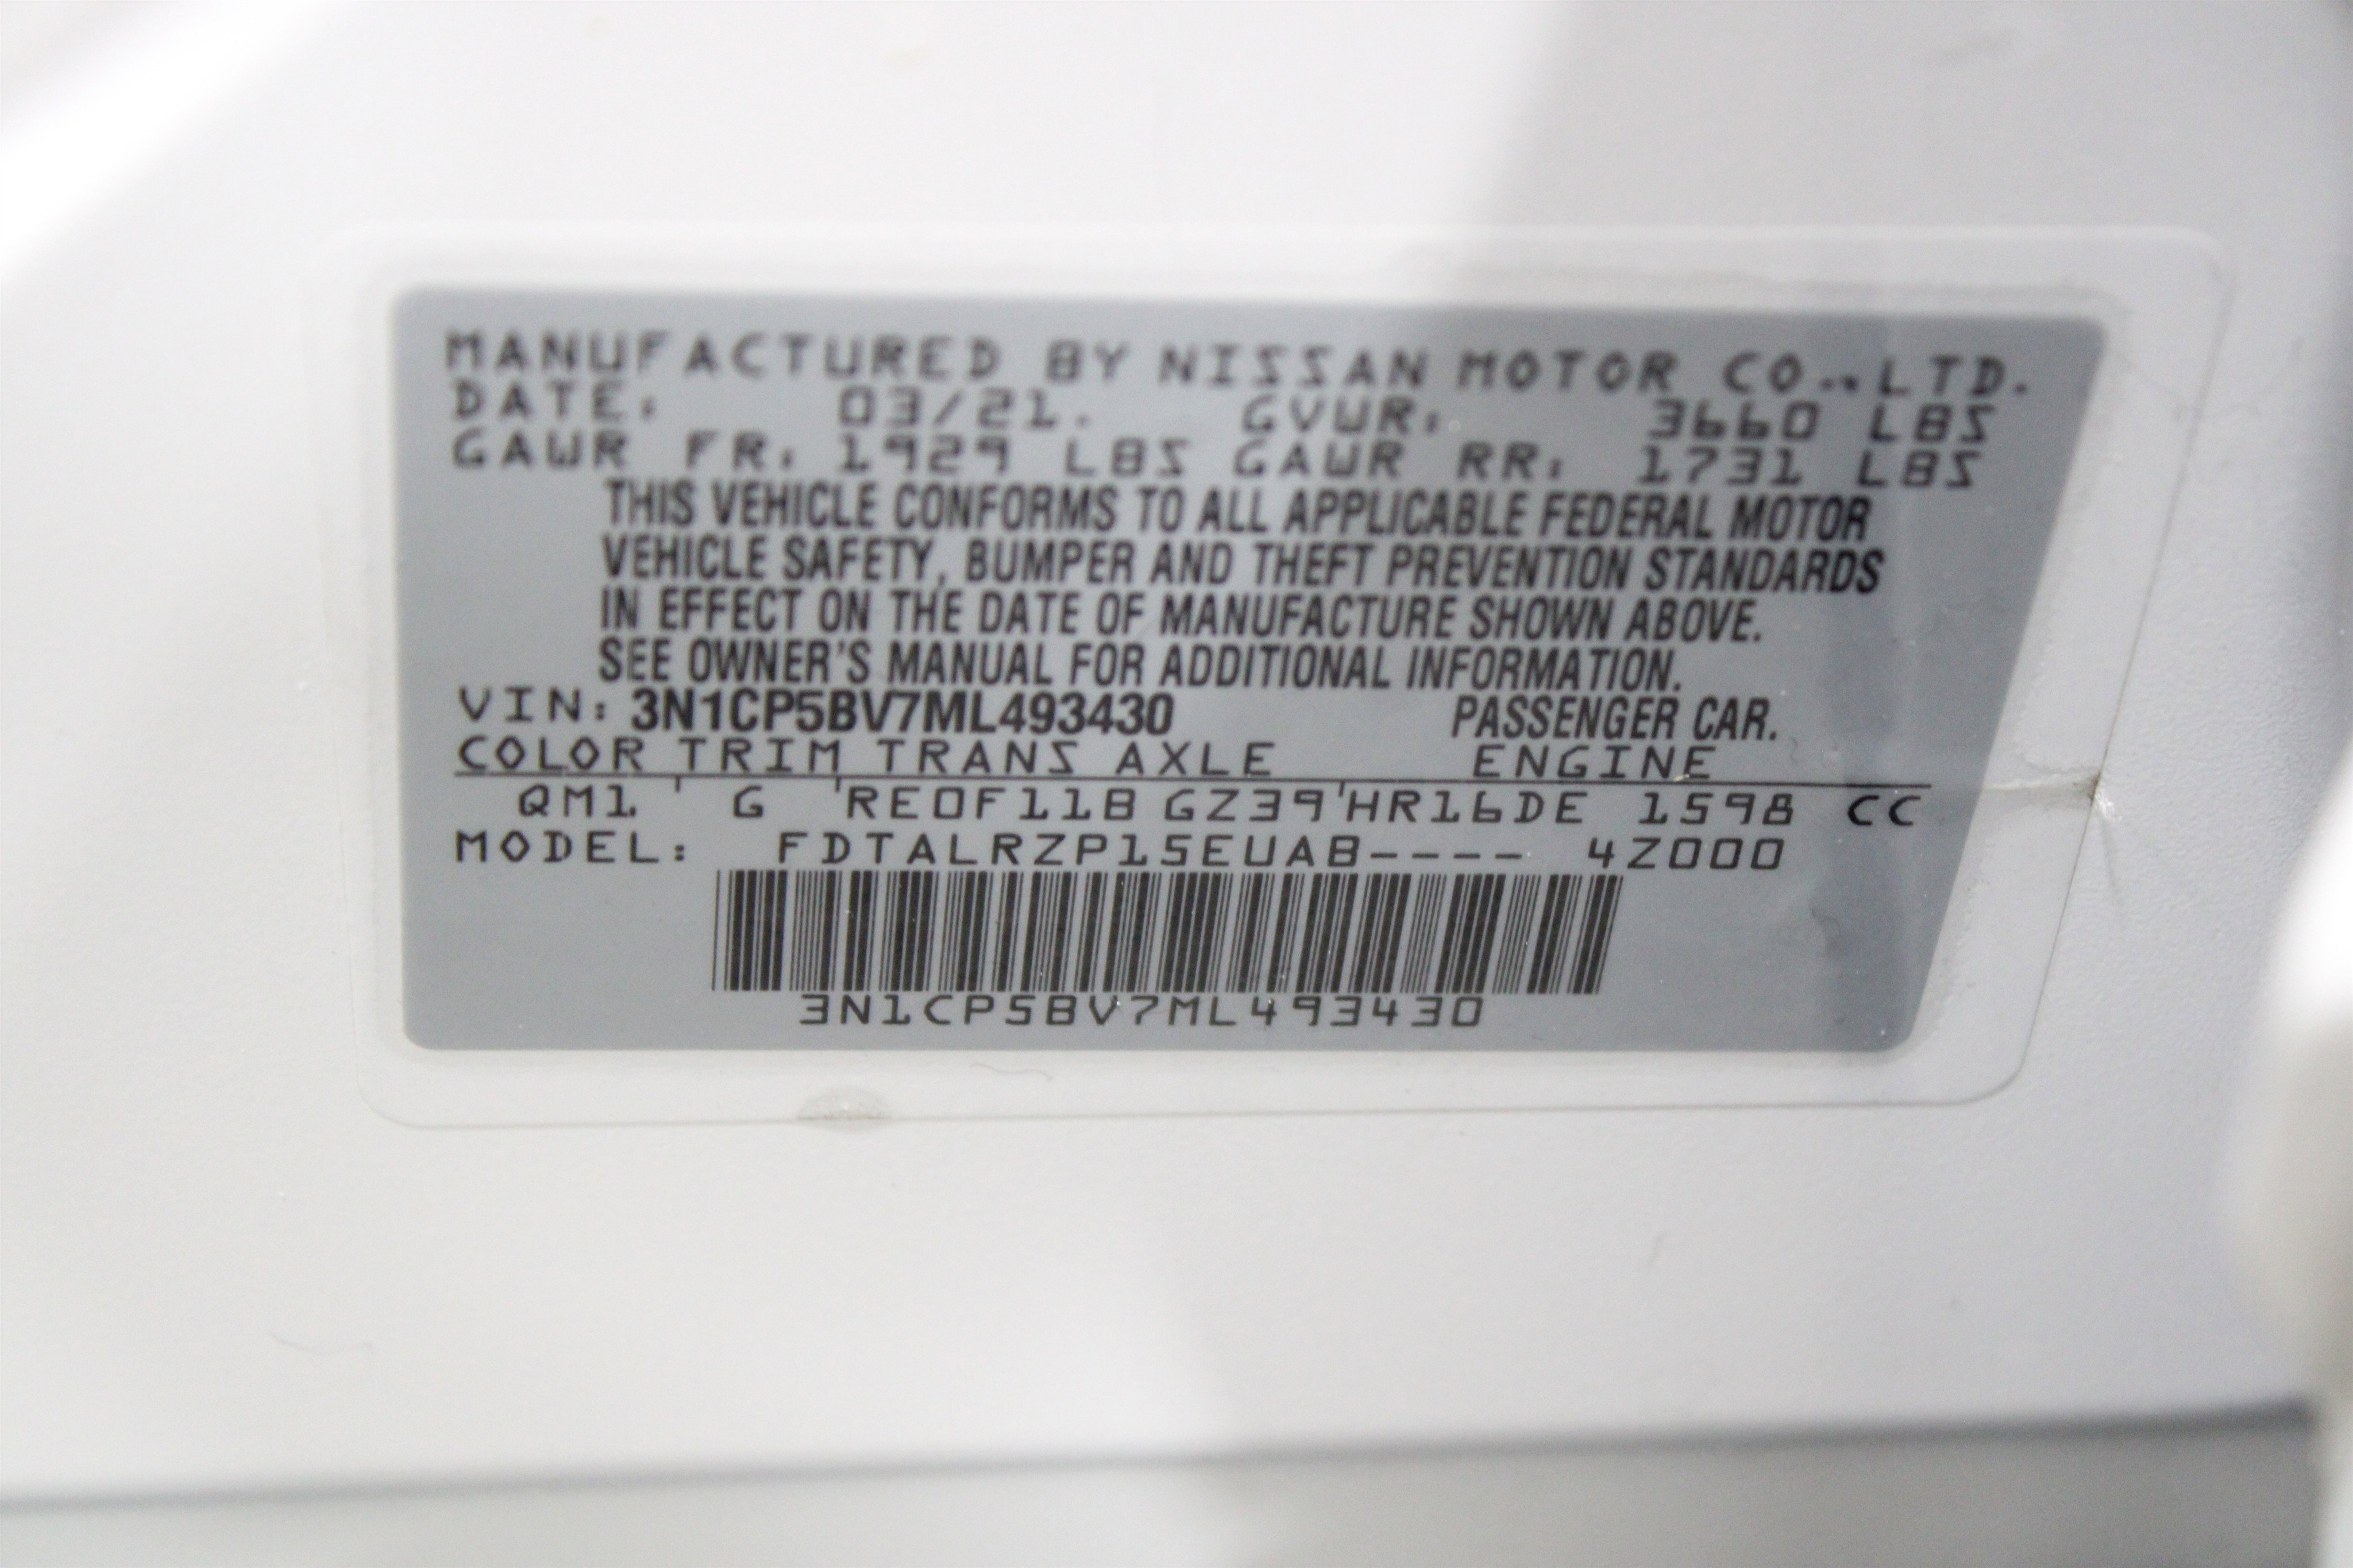 MANUFACTURED BY NISSAN MOTOR CO.,LTD.
DATE: 03/21. GVWR: 3660 LBS
GAWR FR: 1929 LBS GAWR RR: 1731 LBS
THIS VEHICLE CONFORMS TO ALL APPLICABLE FEDERAL MOTOR
VEHICLE SAFETY, BUMPER AND THEFT PREVENTION STANDARDS
IN EFFECT ON THE DATE OF MANUFACTURE SHOWN ABOVE.
SEE OWNER'S MANUAL FOR ADDITIONAL INFORMATION.
VIN: 3N1CP5BV7ML493430 PASSENGER CAR.
COLOR TRIM TRANS AXLE ENGINE
QM1 ' G 'RE0F11B GZ39'HR16DE 1598 CC
MODEL: FDTALRZP15EUAB---- 4Z000
3N1CP5BV7ML493430